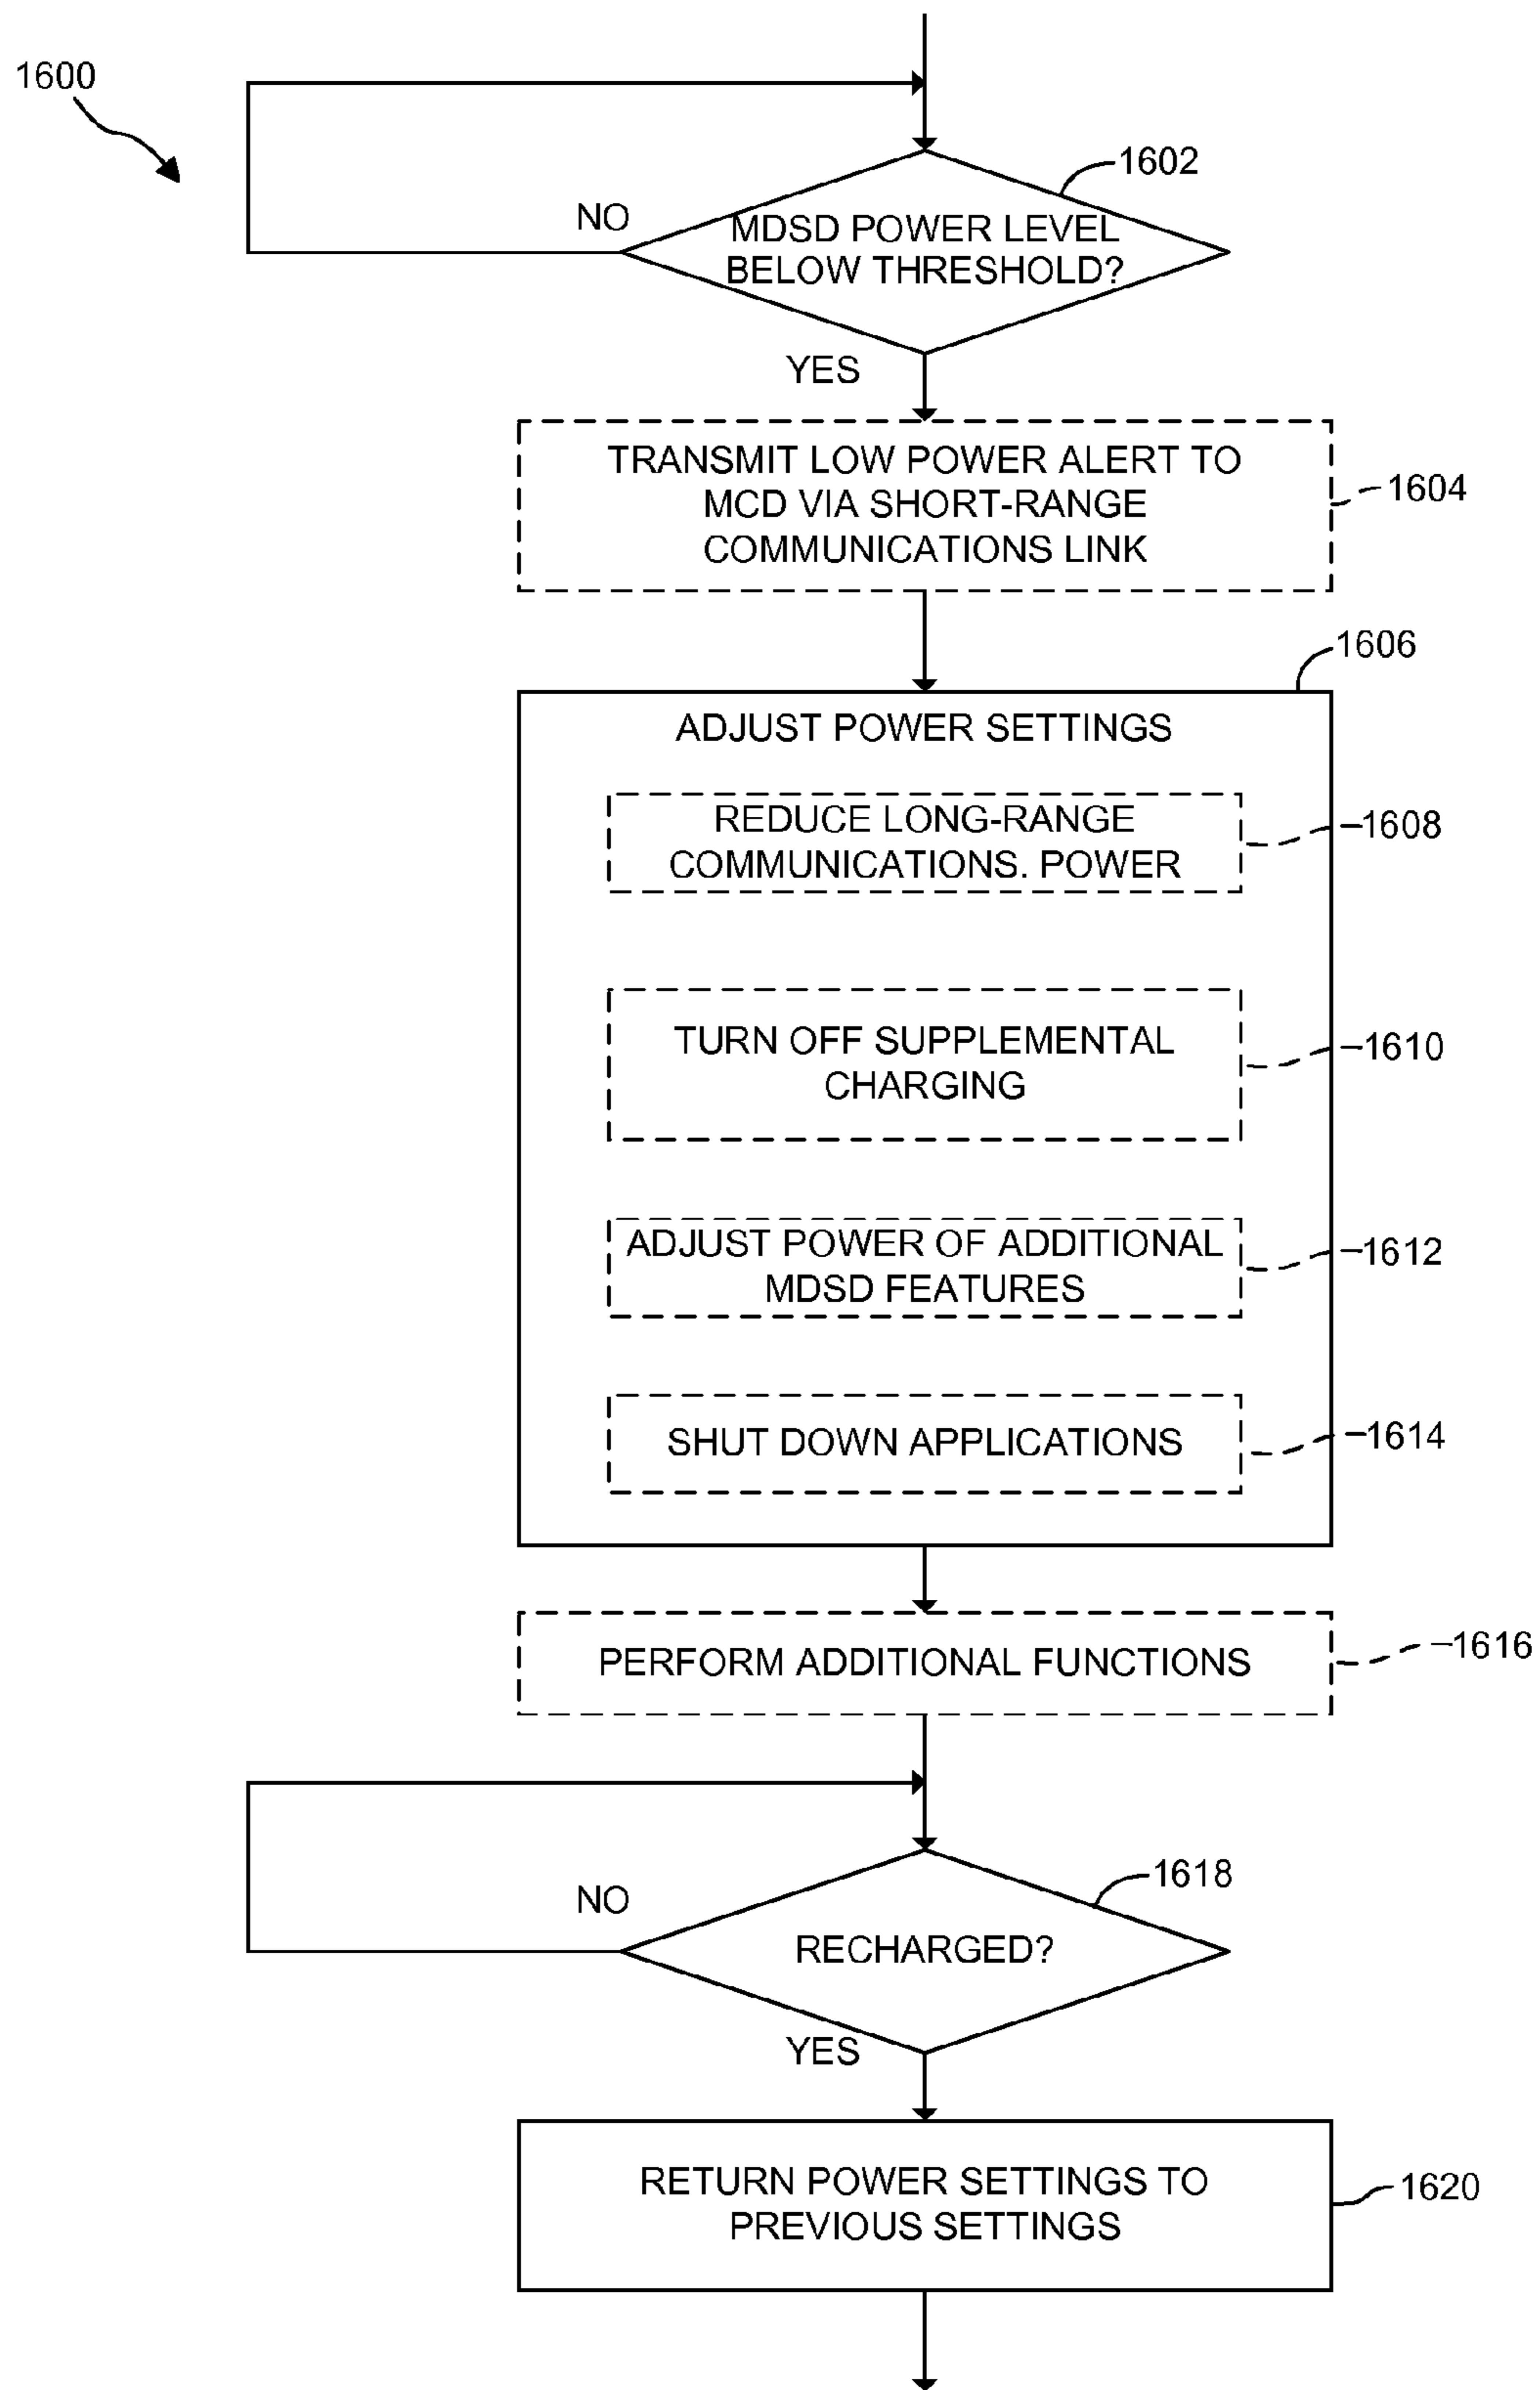 1600
1602
NO
MDSD POWER LEVEL
BELOW THRESHOLD?
YES
TRANSMIT LOW POWER ALERT TO
MCD VIA SHORT-RANGE
COMMUNICATIONS LINK
1604
1606
ADJUST POWER SETTINGS
REDUCE LONG-RANGE
COMMUNICATIONS. POWER
1608
TURN OFF SUPPLEMENTAL
CHARGING
1610
ADJUST POWER OF ADDITIONAL
MDSD FEATURES
1612
SHUT DOWN APPLICATIONS
1614
PERFORM ADDITIONAL FUNCTIONS
1616
1618
NO
RECHARGED?
YES
RETURN POWER SETTINGS TO
PREVIOUS SETTINGS
1620